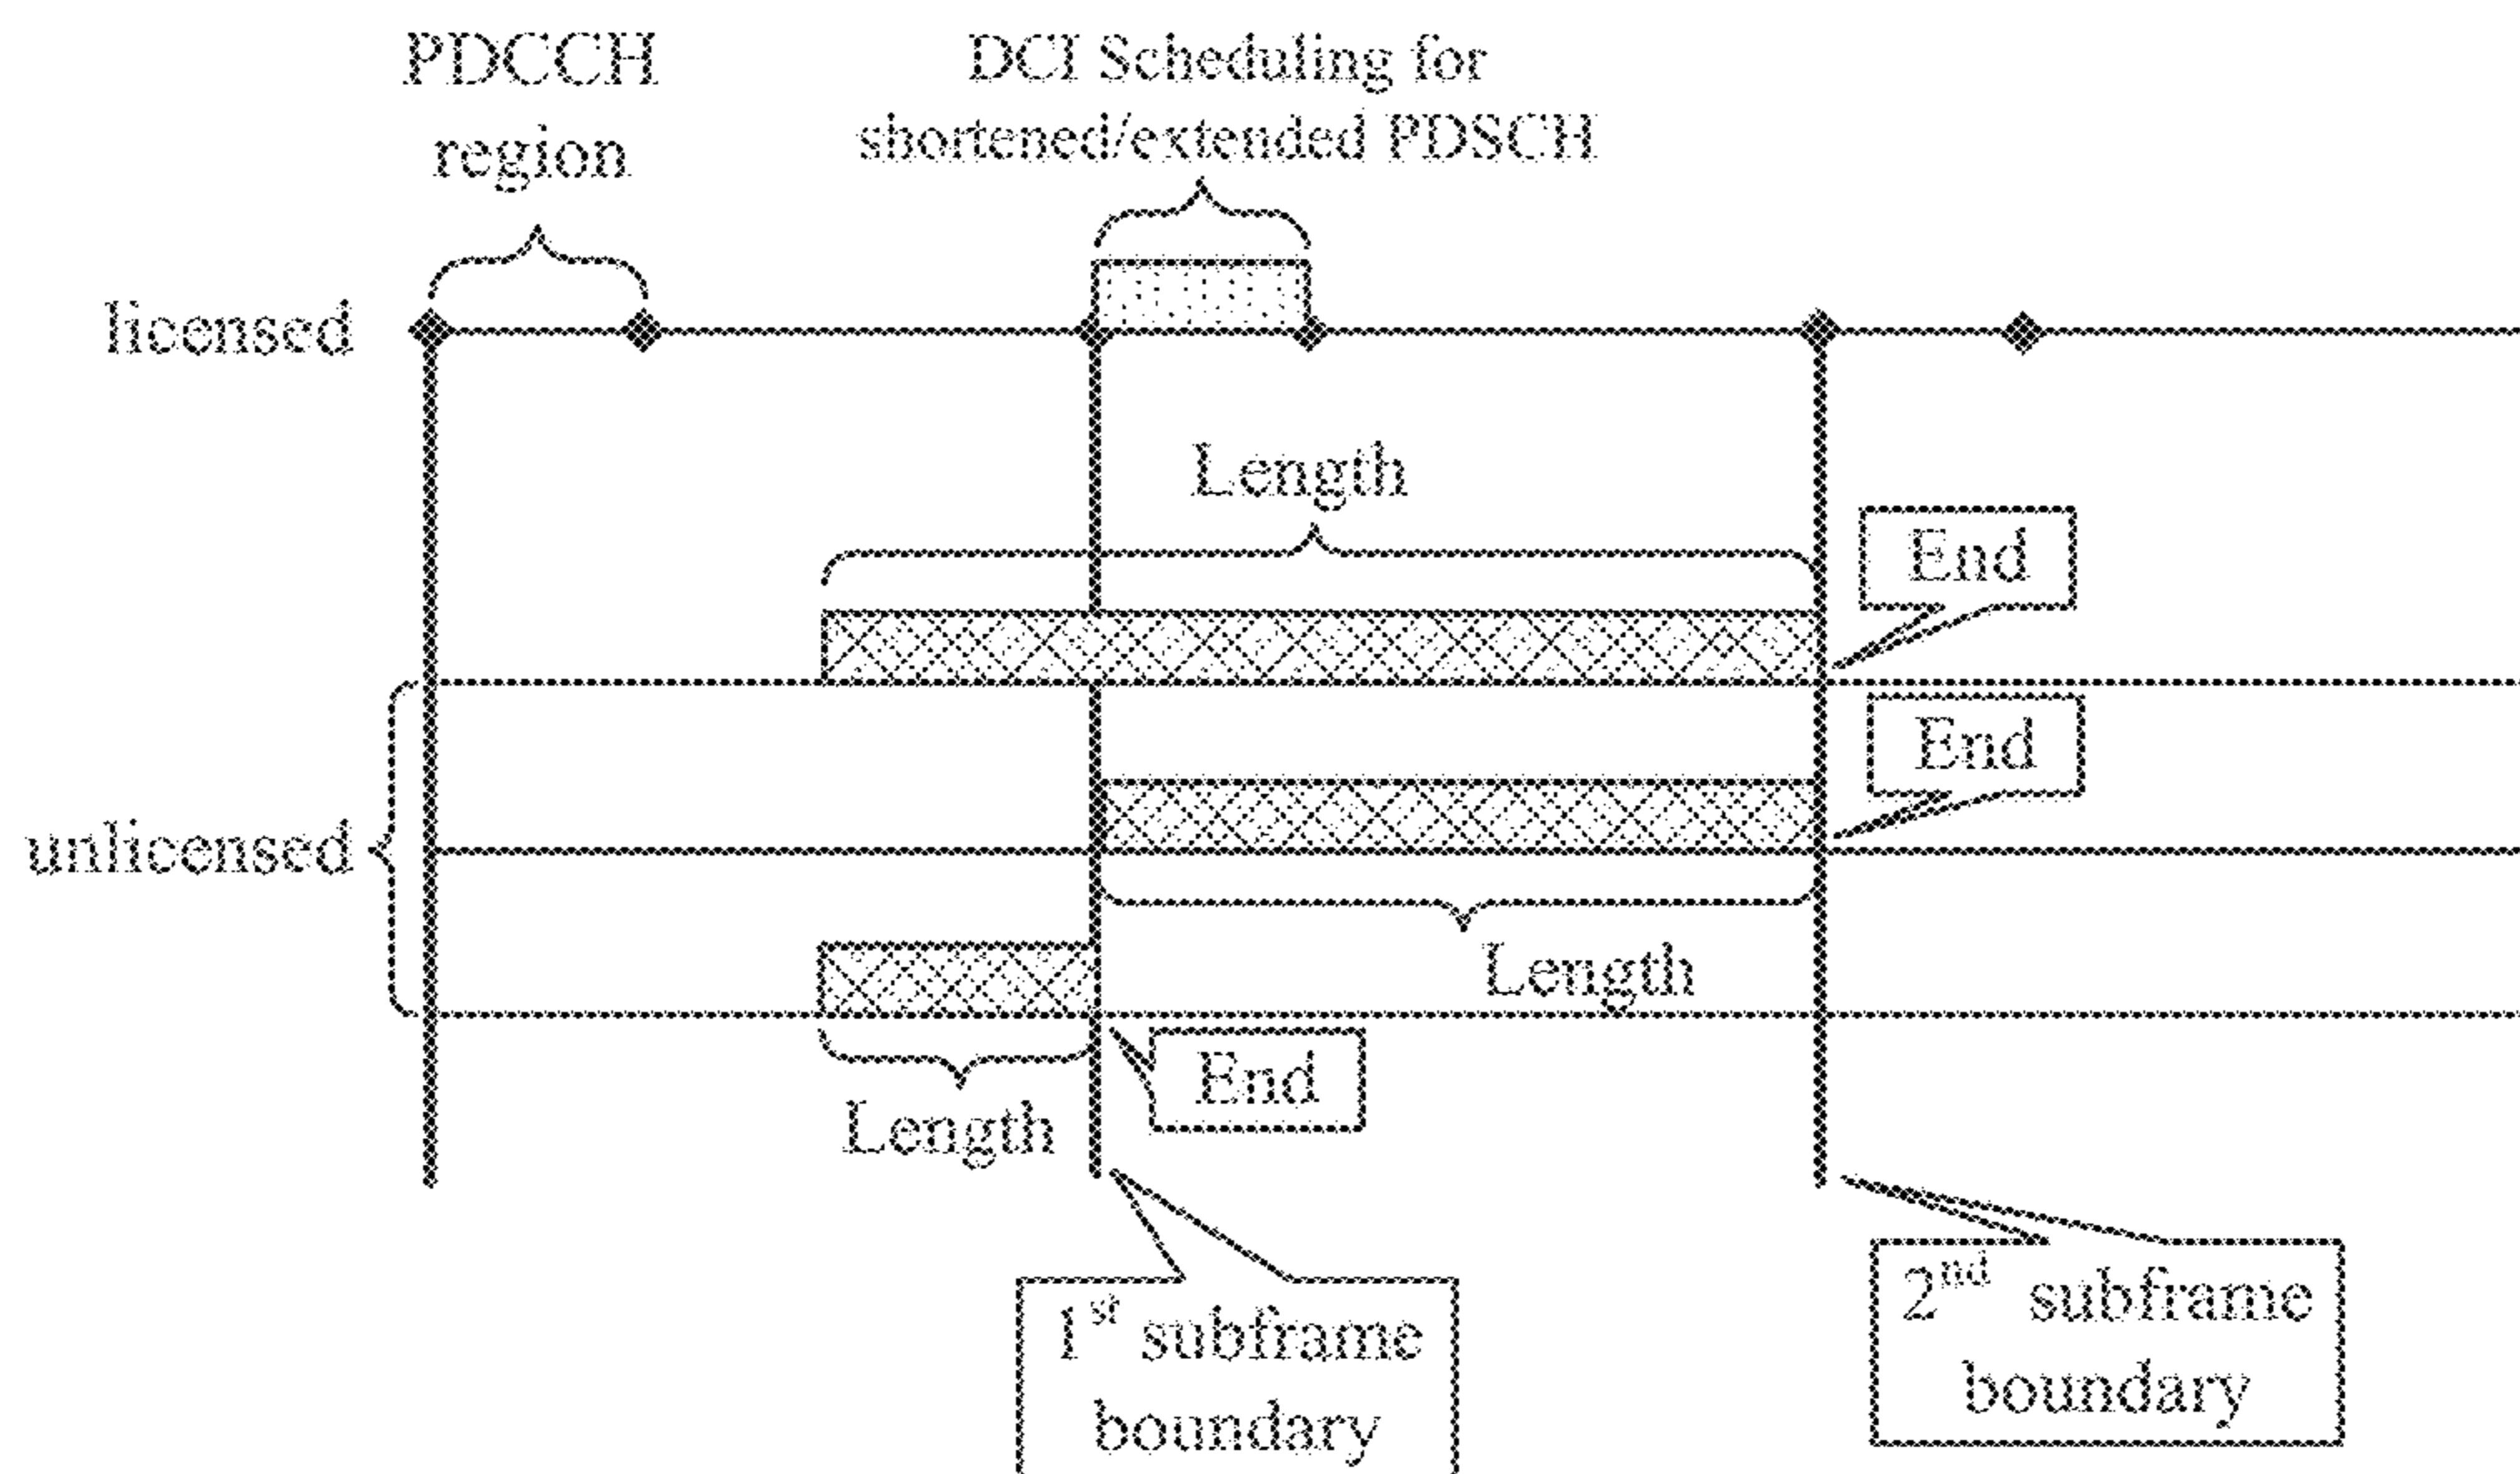 PDCCH
region
DCI Scheduling for
shortened/extended PDSCH
licensed
Length
End
End
unlicensed
Length
End
Length
1st subframe
boundary
2nd subframe
boundary